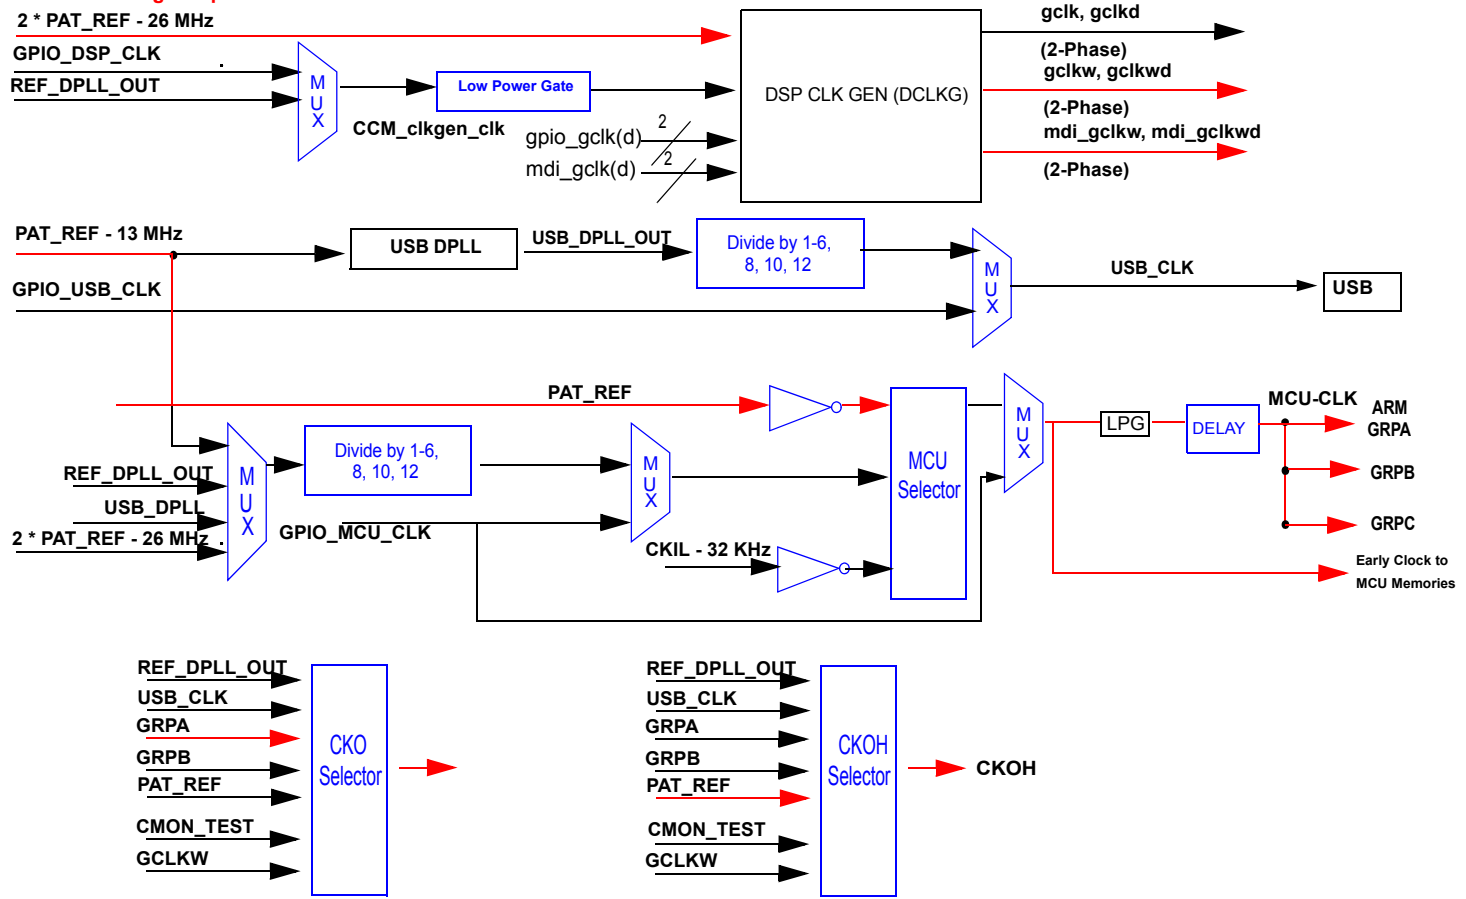 2 * PAT_REF - 26 MHz
GPIO_DSP_CLK
REF_DPLL_OUT
MUX
CCM_clkgen_clk
Low Power Gate
gpio_gclk(d)
2
mdi_gclk(d)
2
DSP CLK GEN (DCLKG)
gclk, gclkd
(2-Phase)
gclkw, gclkwd
(2-Phase)
mdi_gclkw, mdi_gclkwd
(2-Phase)
PAT_REF - 13 MHz
USB DPLL
USB_DPLL_OUT
Divide by 1-6,
8, 10, 12
MUX
USB_CLK
USB
GPIO_USB_CLK
PAT_REF
REF_DPLL_OUT
USB_DPLL
2 * PAT_REF - 26 MHz
MUX
Divide by 1-6,
8, 10, 12
GPIO_MCU_CLK
MUX
CKIL - 32 KHz
MCU
Selector
MUX
LPG
DELAY
MCU-CLK
ARM
GRPA
GRPB
GRPC
Early Clock to
MCU Memories
REF_DPLL_OUT
USB_CLK
GRPA
GRPB
PAT_REF
CMON_TEST
GCLKW
CKO
Selector
REF_DPLL_OUT
USB_CLK
GRPA
GRPB
PAT_REF
CMON_TEST
GCLKW
CKOH
Selector
CKOH